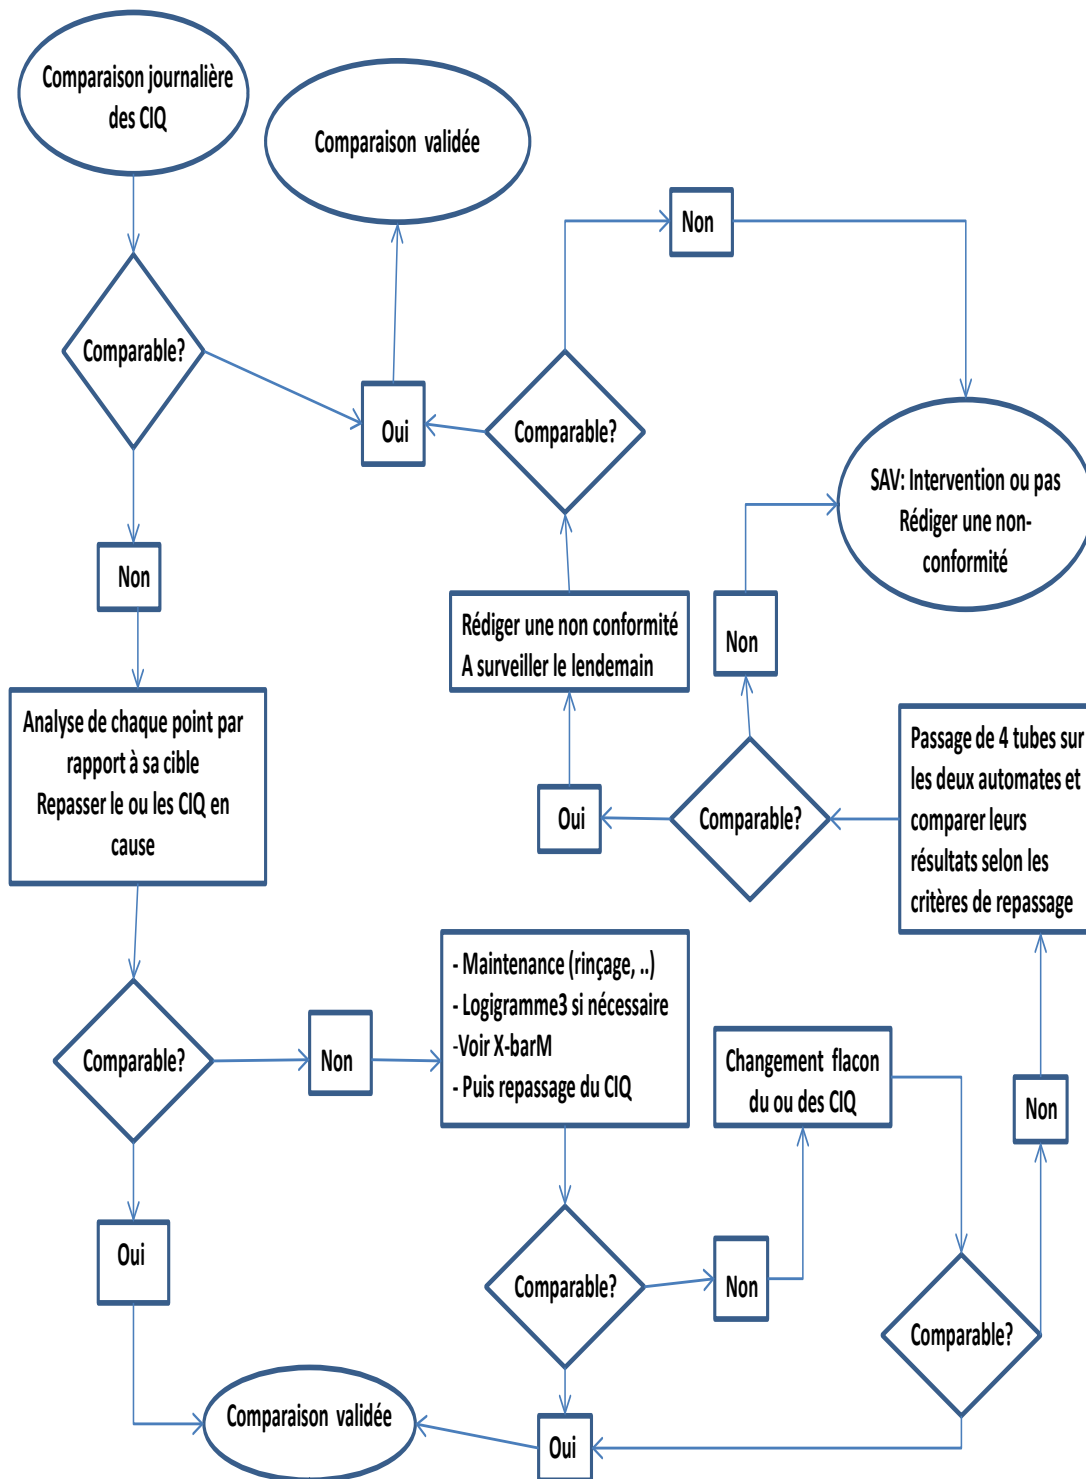 Comparaison journalière
des CIQ
Comparaison validée
Non
Comparable?
Oui
Comparable?
SAV: Intervention ou pas
Rédiger une non-
conformité
Non
Rédiger une non conformité
A surveiller le lendemain
Non
Analyse de chaque point par
rapport à sa cible
Repasser le ou les CIQ en
cause
Oui
Comparable?
Passage de 4 tubes sur
les deux automates et
comparer leurs
résultats selon les
critères de repassage
Comparable?
Non
- Maintenance (rinçage, ..)
- Logigramme3 si nécessaire
-Voir X-barM
- Puis repassage du CIQ
Changement flacon
du ou des CIQ
Non
Oui
Comparable?
Non
Comparable?
Comparaison validée
Oui